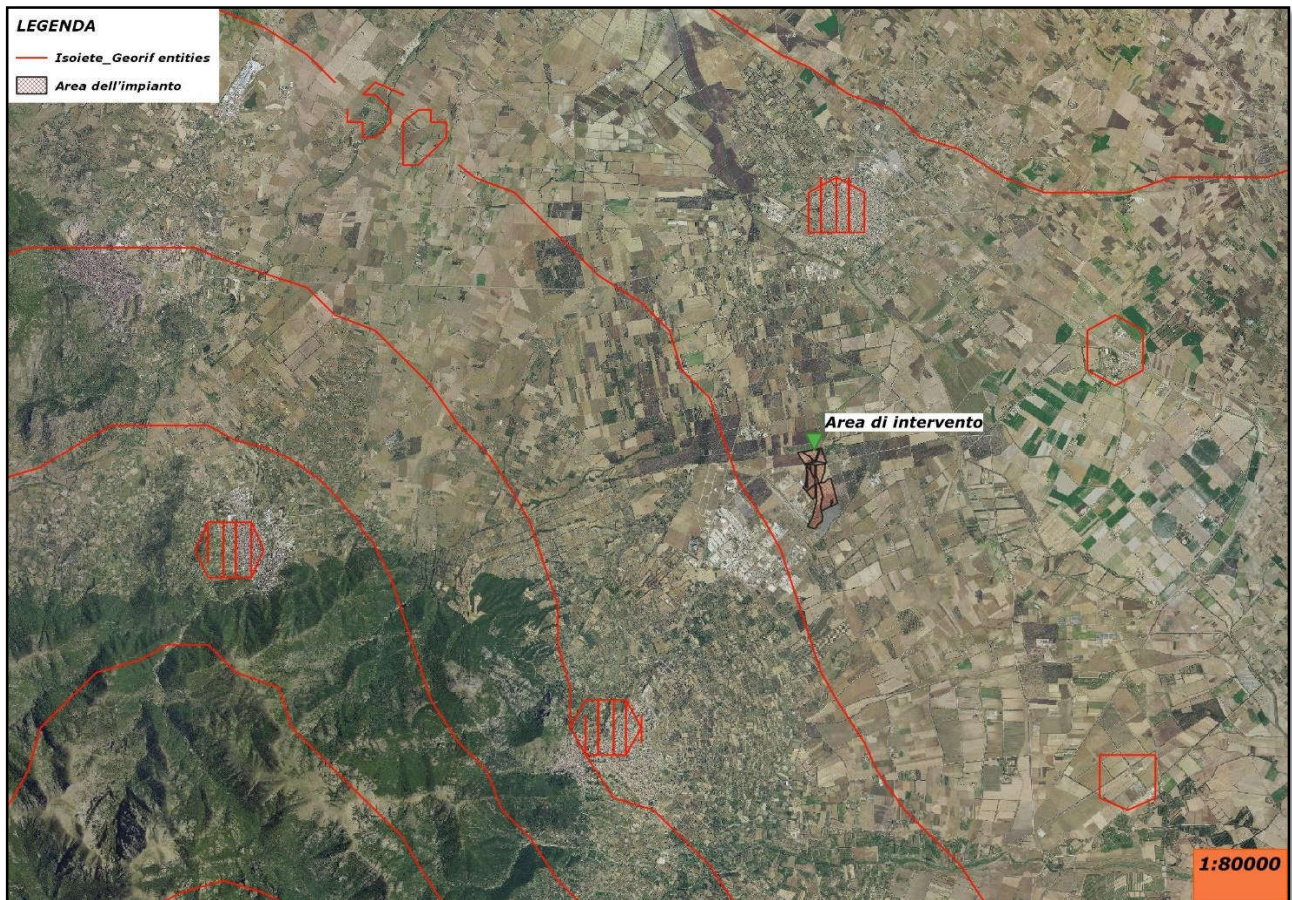 LEGENDA
Isoiete_Georif entities
Area dell'impianto
Area di intervento
1:80000